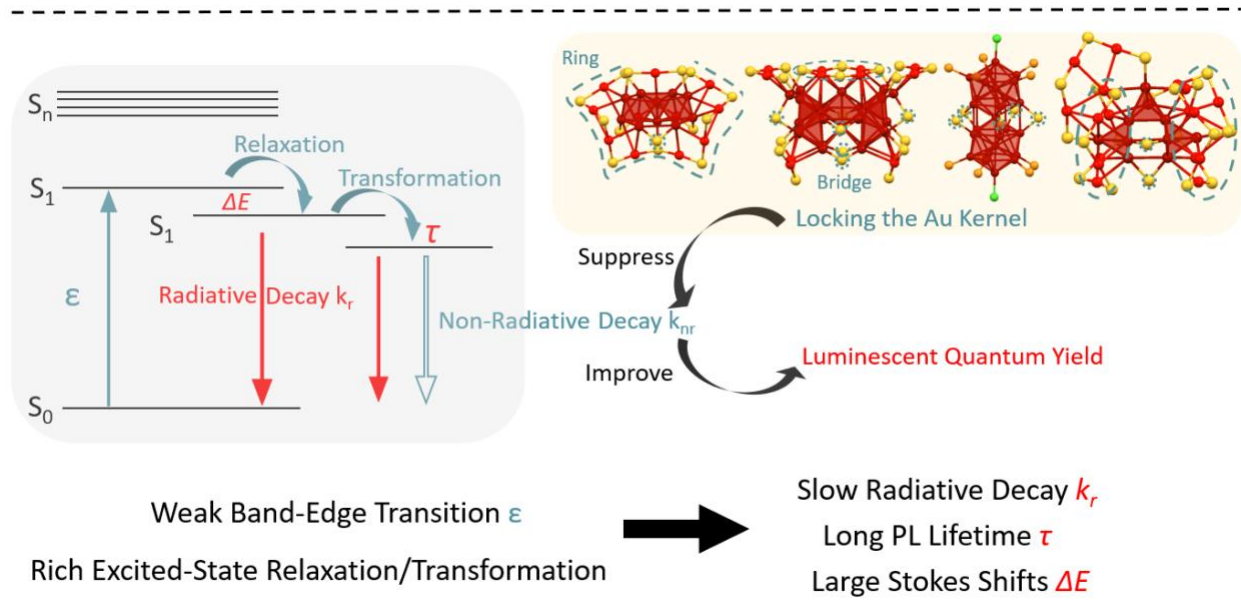 Sn
S1
Relaxation
ΔE
Transformation
S1
τ
ε
Radiative Decay kr
S0
Ring
Bridge
Locking the Au Kernel
Suppress
Non-Radiative Decay knr
Improve
Luminescent Quantum Yield
Weak Band-Edge Transition ε
Rich Excited-State Relaxation/Transformation
Slow Radiative Decay kr
Long PL Lifetime τ
Large Stokes Shifts ΔE